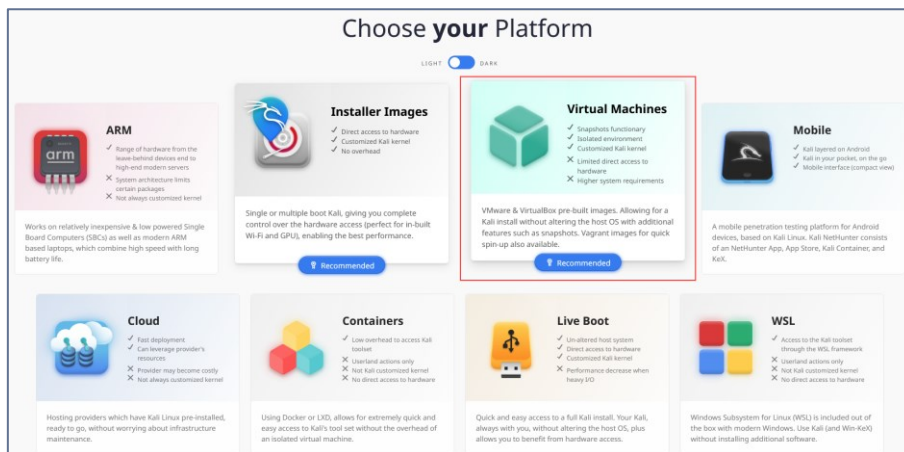 Choose your Platform
LIGHT DARK
ARM
Range of hardware from the
leave-behind devices end to
high-end modern servers
System architecture limits
certain packages
Not always customized kernel
Works on relatively inexpensive & low powered Single
Board Computers (SBCs) as well as modern ARM
based laptops, which combine high speed with long
battery life.
Installer Images
Direct access to hardware
Customized Kali kernel
No overhead
Single or multiple boot Kali, giving you complete
control over the hardware access (perfect for in-built
Wi-Fi and GPU), enabling the best performance.
Recommended
Virtual Machines
Snapshots functionary
Isolated environment
Customized Kali kernel
Limited direct access to
hardware
Higher system requirements
VMware & VirtualBox pre-built images. Allowing for a
Kali install without altering the host OS with additional
features such as snapshots. Vagrant images for quick
spin-up also available.
Recommended
Mobile
Kali layered on Android
Kali in your pocket, on the go
Mobile interface (compact view)
A mobile penetration testing platform for Android
devices, based on Kali Linux. Kali NetHunter consists
of an NetHunter App, App Store, Kali Container, and
KeX.
Cloud
Fast deployment
Can leverage provider's
resources
Provider may become costly
Not always customized kernel
Hosting providers which have Kali Linux pre-installed,
ready to go, without worrying about infrastructure
maintenance.
Containers
Low overhead to access Kali
toolset
Userland actions only
Not Kali customized kernel
No direct access to hardware
Using Docker or LXD, allows for extremely quick and
easy access to Kali's tool set without the overhead of
an isolated virtual machine.
Live Boot
Un-altered host system
Direct access to hardware
Customized Kali kernel
Performance decrease when
heavy I/O
Quick and easy access to a full Kali install. Your Kali,
always with you, without altering the host OS, plus
allows you to benefit from hardware access.
WSL
Access to the Kali toolset
through the WSL framework
Userland actions only
Not Kali customized kernel
No direct access to hardware
Windows Subsystem for Linux (WSL) is included out of
the box with modern Windows. Use Kali (and Win-KeX)
without installing additional software.
arm